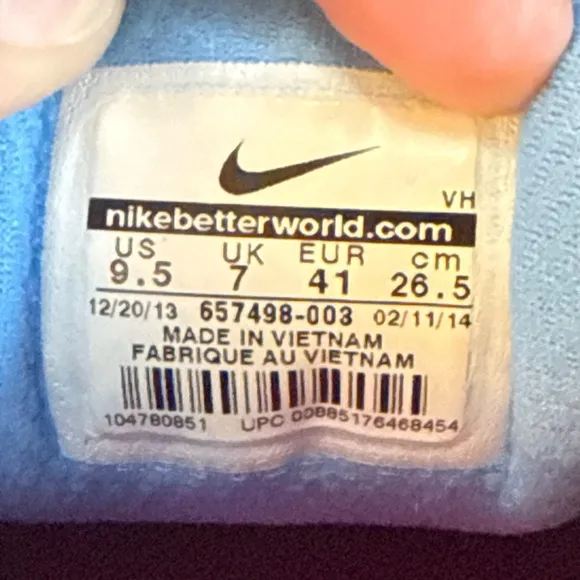 VH
nikebetterworld.com
US UK EUR cm
9.5 7 41 26.5
12/20/13 657498-003 02/11/14
MADE IN VIETNAM
FABRIQUE AU VIETNAM
104780851 UPC 00885176468454